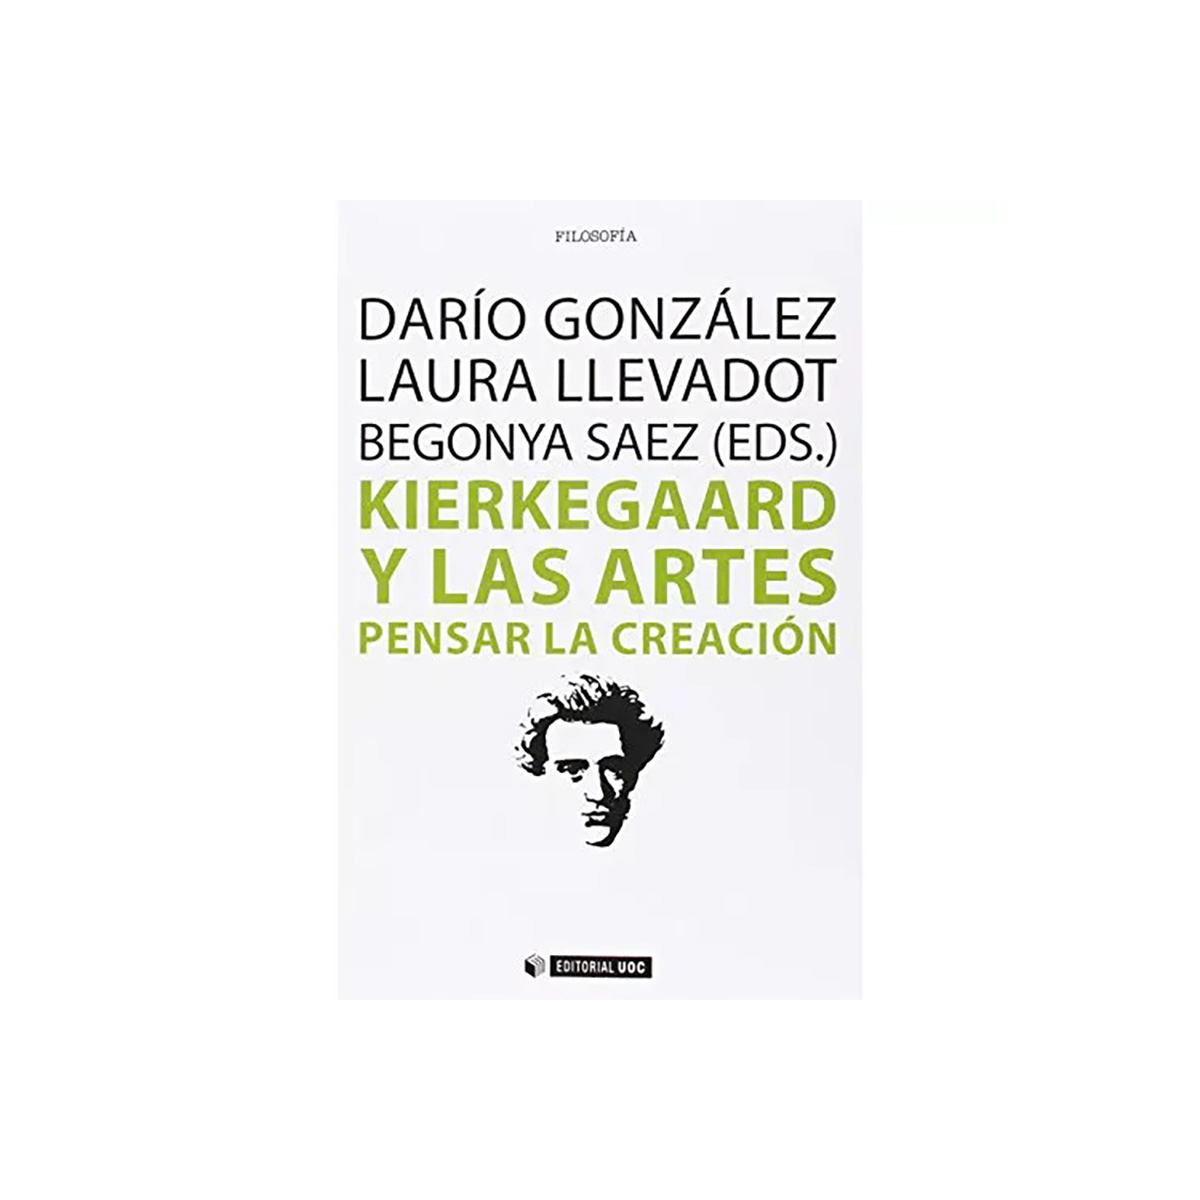 FILOSOFÍA
DARÍO GONZÁLEZ
LAURA LLEVADOT
BEGONYA SAEZ (EDS.)
KIERKEGAARD
Y LAS ARTES
PENSAR LA CREACIÓN
EDITORIAL UOC